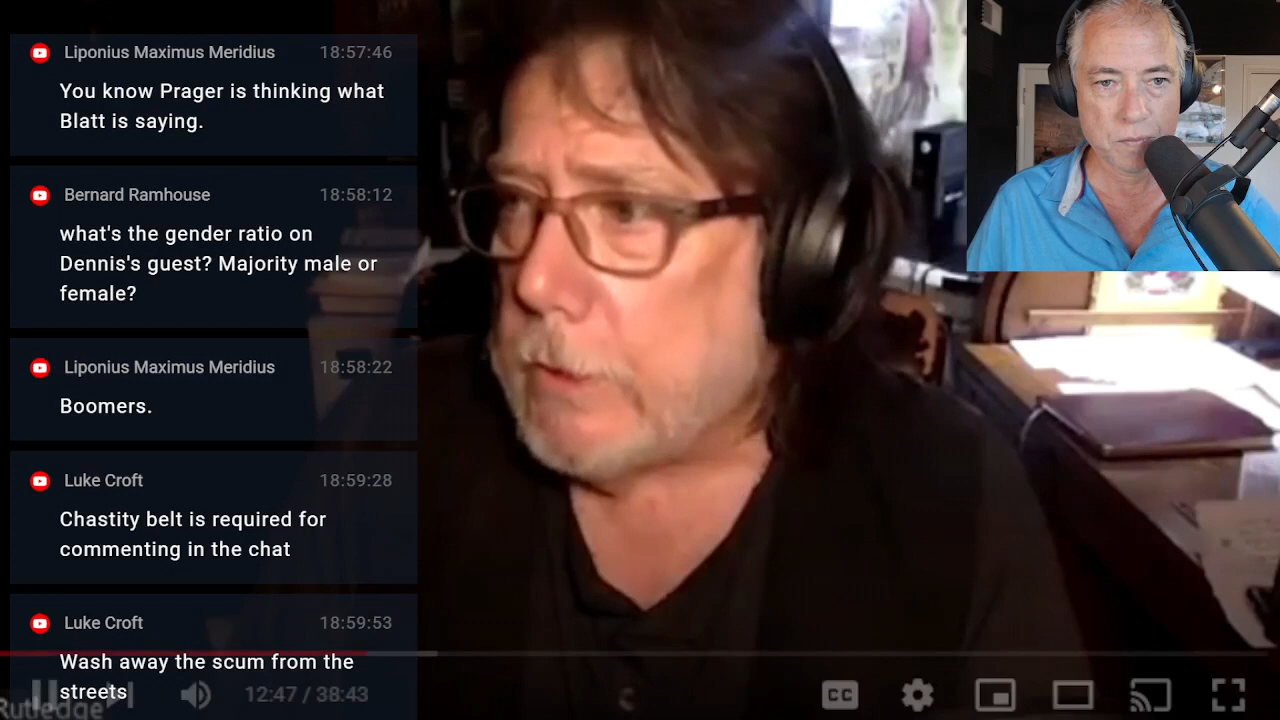 Liponius Maximus Meridius 18:57:46
You know Prager is thinking what
Blatt is saying.
Bernard Ramhouse 18:58:12
what's the gender ratio on
Dennis's guest? Majority male or
female?
Liponius Maximus Meridius 18:58:22
Boomers.
Luke Croft 18:59:28
Chastity belt is required for
commenting in the chat
Luke Croft 18:59:53
Wash away the scum from the
streets
12:47 / 38:43
CC
Rutledge